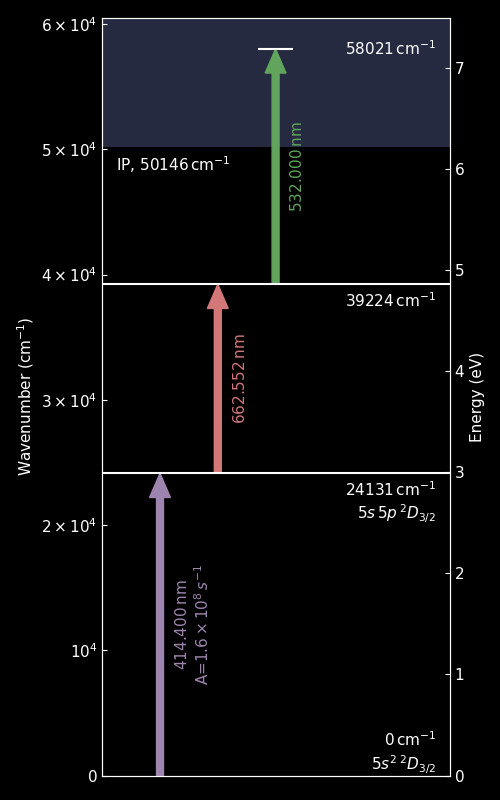 6 × 10⁴
58021 cm⁻¹
7
5 × 10⁴
532.000 nm
IP, 50146 cm⁻¹
6
4 × 10⁴
5
39224 cm⁻¹
Wavenumber (cm⁻¹)
662.552 nm
Energy (eV)
4
3 × 10⁴
3
24131 cm⁻¹
5s 5p ²D₃/₂
2 × 10⁴
414.400 nm
A=1.6 × 10⁸ s⁻¹
2
10⁴
1
0 cm⁻¹
5s² ²D₃/₂
0
0